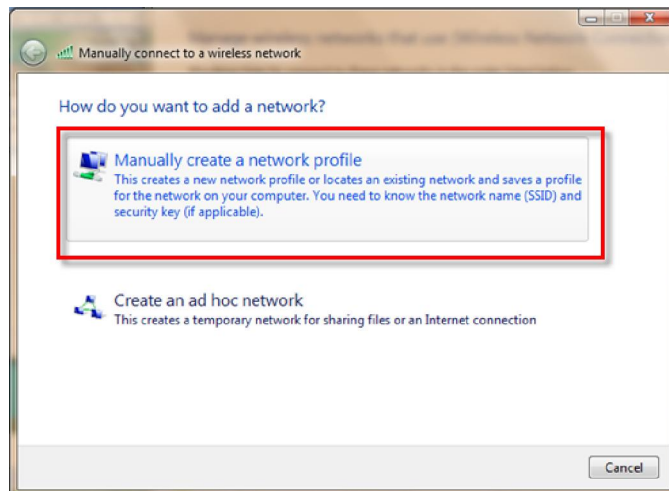 Manually connect to a wireless network
How do you want to add a network?
Manually create a network profile
This creates a new network profile or locates an existing network and saves a profile
for the network on your computer. You need to know the network name (SSID) and
security key (if applicable).
Create an ad hoc network
This creates a temporary network for sharing files or an Internet connection
Cancel